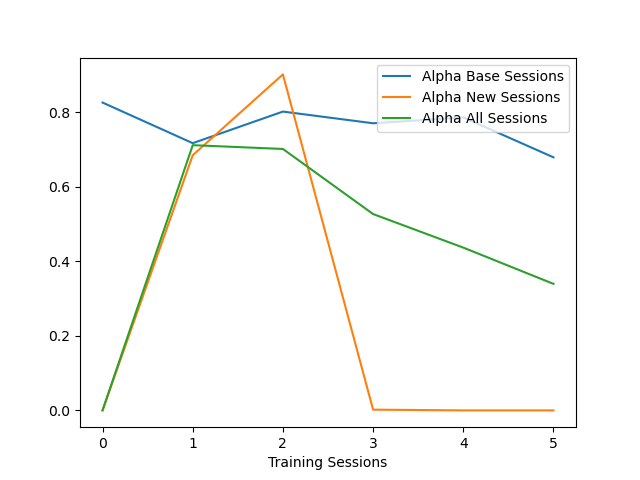 Alpha Base Sessions
Alpha New Sessions
Alpha All Sessions
0.8
0.6
0.4
0.2
0.0
0 1 2 3 4 5
Training Sessions